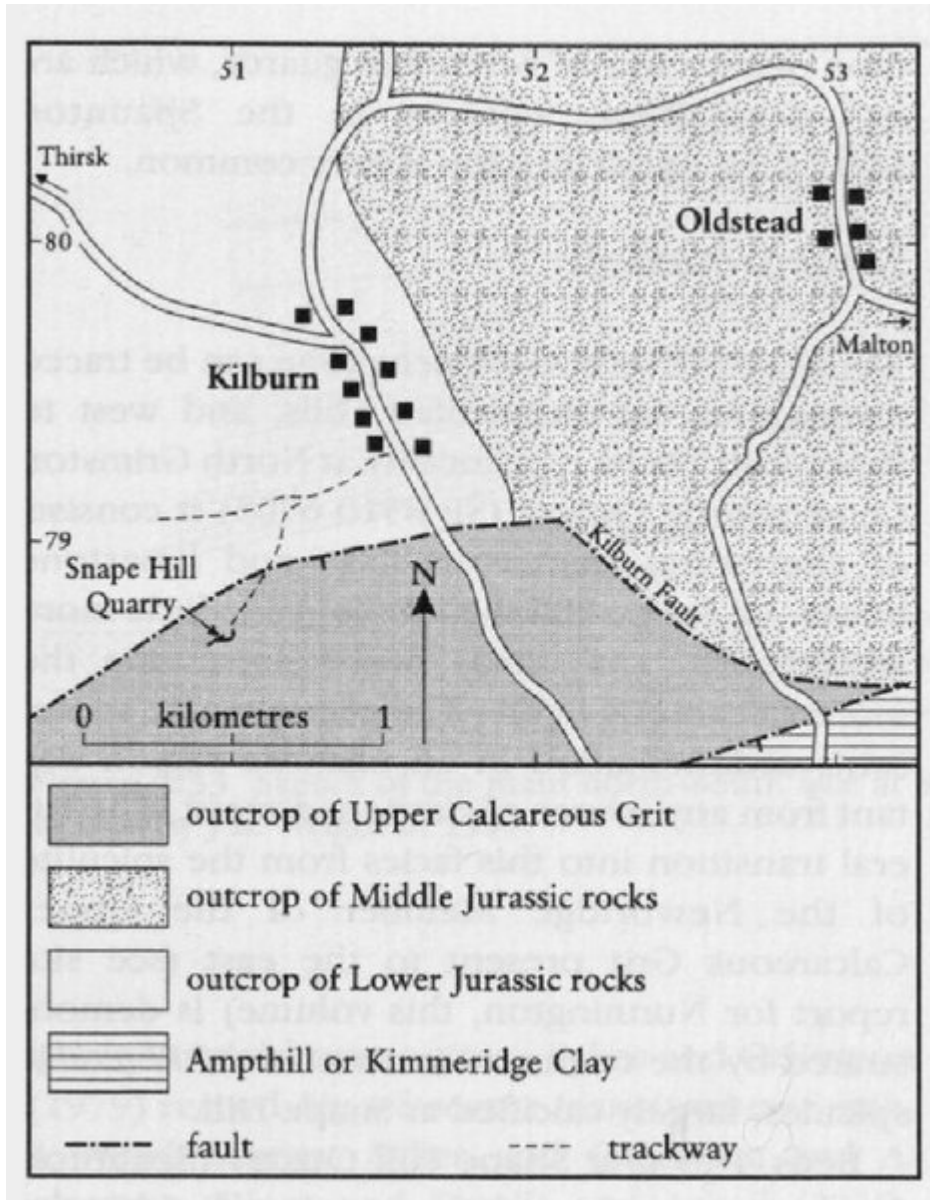 51
52
53
Thirsk
Oldstead
80
Malton
Kilburn
79
Snape Hill
Quarry
Kilburn Fault
N
0 kilometres 1
outcrop of Upper Calcareous Grit
outcrop of Middle Jurassic rocks
outcrop of Lower Jurassic rocks
Ampthill or Kimmeridge Clay
fault
trackway